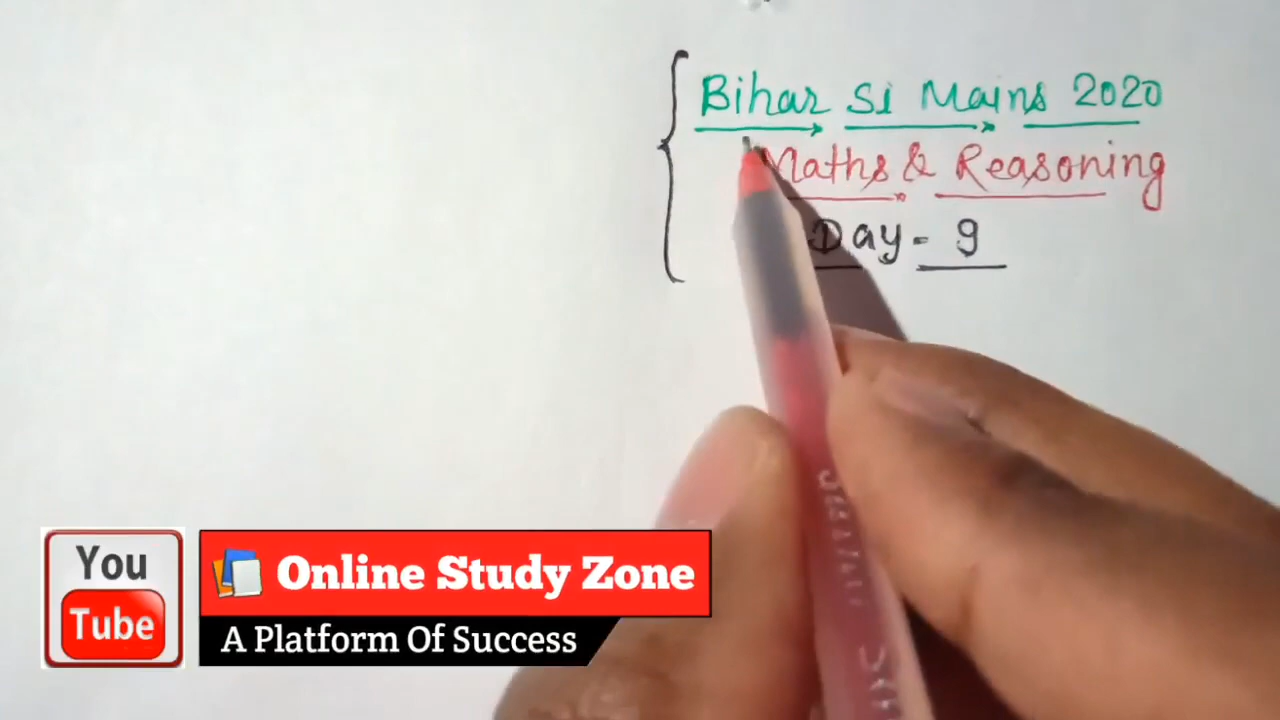 Bihar SI Mains 2020
Maths & Reasoning
Day - 9
You
Tube
Online Study Zone
A Platform Of Success